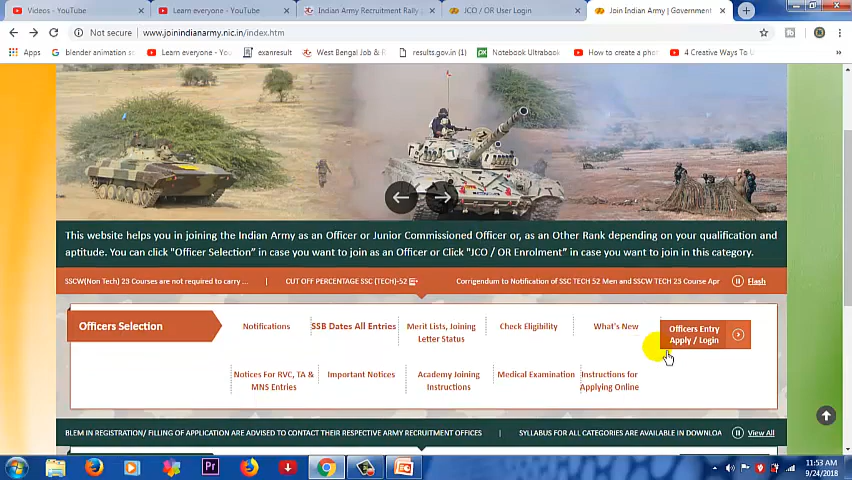 Videos - YouTube
Learn everyone - YouTube
Indian Army Recruitment Rally
JCO / OR User Login
Join Indian Army | Government
Not secure | www.joinindianarmy.nic.in/index.htm
Google
blender animation so
Learn everyone - Yo
exanresult
West Bengal Job & R
results.gov.in (7)
Notebook Ultrabook
How to create a phot
4 Creative Ways To
This website helps you in joining the Indian Army as an Officer or Junior Commissioned Officer or, as an Other Rank depending on your qualification and
aptitude. You can click "Officer Selection" in case you want to join as an Officer or Click "JCO / OR Enrolment" in case you want to join in this category.
SSCW(Non Tech) 23 Courses are not required to carry ... | CUT OFF PERCENTAGE SSC (TECH)-52 | Corrigendum to Notification of SSC TECH 52 Men and SSCW TECH 23 Course Apr
Flash
Officers Selection
Notifications
SSB Dates All Entries
Merit Lists, Joining
Letter Status
Check Eligibility
What's New
Officers Entry
Apply / Login
Notices For RVC, TA &
MNS Entries
Important Notices
Academy Joining
Instructions
Medical Examination
Instructions for
Applying Online
BLEM IN REGISTRATION/ FILLING OF APPLICATION ARE ADVISED TO CONTACT THEIR RESPECTIVE ARMY RECRUITMENT OFFICES | SYLLABUS FOR ALL CATEGORIES ARE AVAILABLE IN DOWNLOA
View All
Pr
11:53 AM
9/24/2018